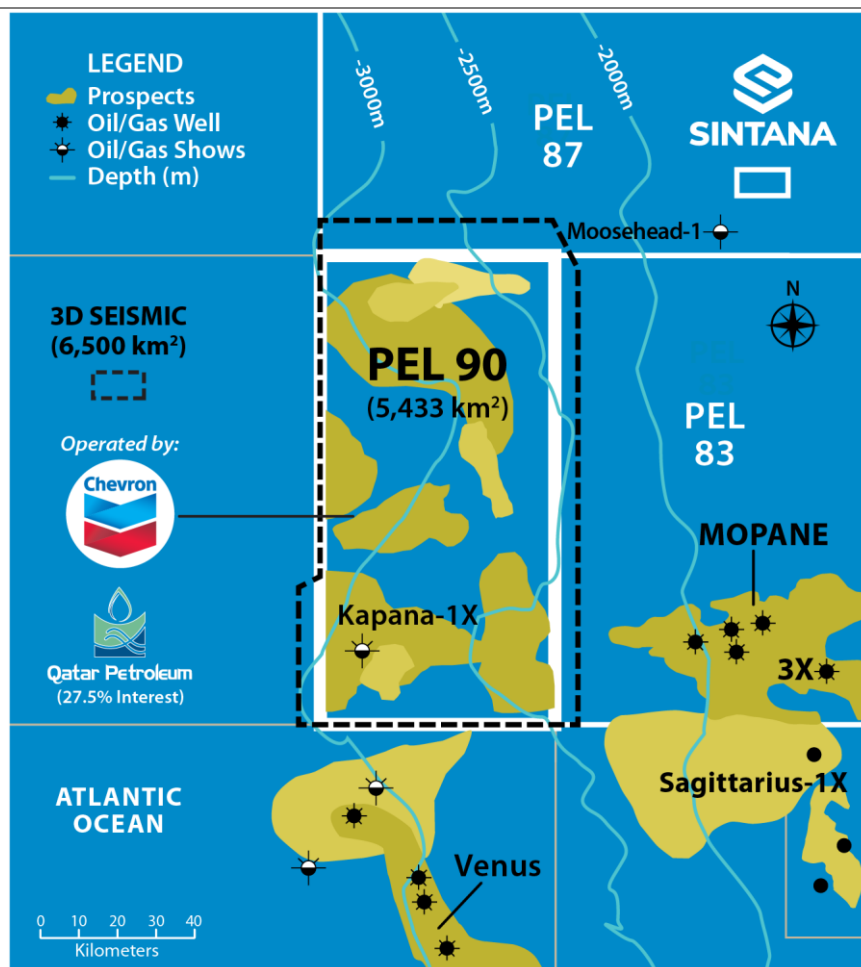 LEGEND
Prospects
Oil/Gas Well
Oil/Gas Shows
Depth (m)
-3000m
-2500m
-2000m
PEL
87
SINTANA
Moosehead-1
N
3D SEISMIC
(6,500 km²)
PEL 90
(5,433 km²)
PEL
83
Operated by:
Chevron
MOPANE
Kapana-1X
Qatar Petroleum
(27.5% Interest)
3X
ATLANTIC
OCEAN
Sagittarius-1X
Venus
0 10 20 30 40
Kilometers